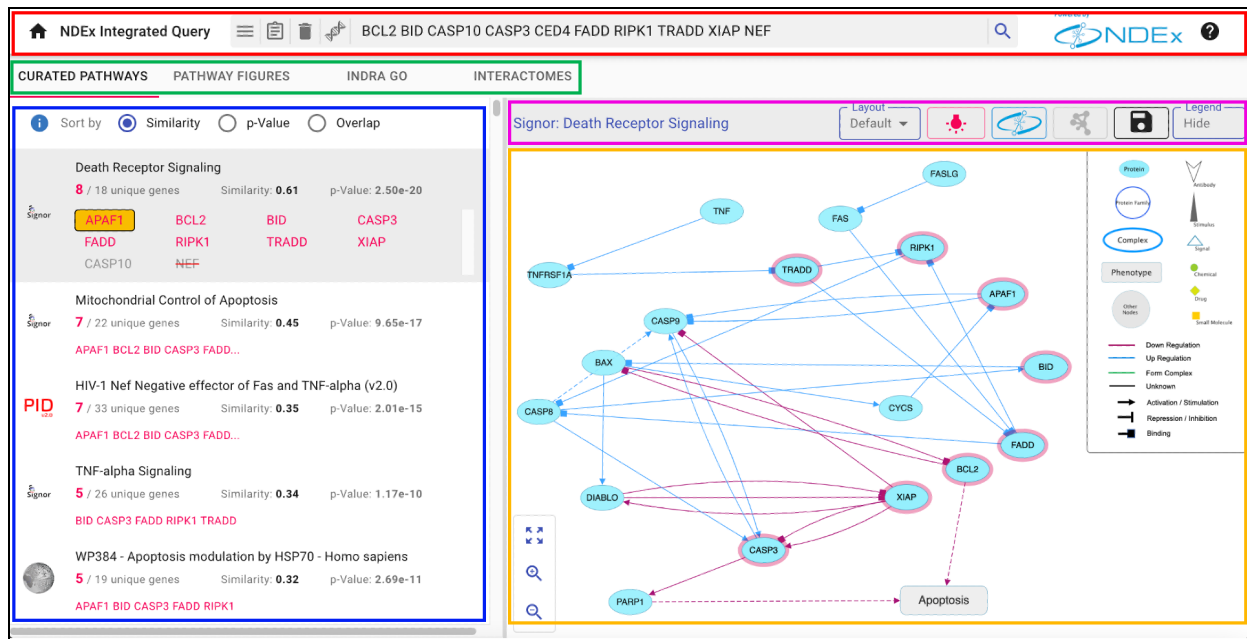 NDEx Integrated Query
BCL2 BID CASP10 CASP3 CED4 FADD RIPK1 TRADD XIAP NEF
NDEx
CURATED PATHWAYS PATHWAY FIGURES INDRA GO INTERACTOMES
Sort by Similarity p-Value Overlap
Death Receptor Signaling
8 / 18 unique genes Similarity: 0.61 p-Value: 2.50e-20
Signor
APAF1 BCL2 BID CASP3
FADD RIPK1 TRADD XIAP
CASP10 NEF
Mitochondrial Control of Apoptosis
Signor
7 / 22 unique genes Similarity: 0.45 p-Value: 9.65e-17
APAF1 BCL2 BID CASP3 FADD...
HIV-1 Nef Negative effector of Fas and TNF-alpha (v2.0)
PID
v2.0
7 / 33 unique genes Similarity: 0.35 p-Value: 2.01e-15
APAF1 BCL2 BID CASP3 FADD...
TNF-alpha Signaling
Signor
5 / 26 unique genes Similarity: 0.34 p-Value: 1.17e-10
BID CASP3 FADD RIPK1 TRADD
WP384 - Apoptosis modulation by HSP70 - Homo sapiens
5 / 19 unique genes Similarity: 0.32 p-Value: 2.69e-11
APAF1 BID CASP3 FADD RIPK1
Signor: Death Receptor Signaling
Layout
Default
Legend
Hide
FASLG
TNF
FAS
RIPK1
TNFRSF1A
TRADD
APAF1
CASP9
BAX
BID
CASP8
CYCS
FADD
BCL2
DIABLO
XIAP
CASP3
PARP1
Apoptosis
Protein
Antibody
Protein Family
Stimulus
Complex
Signal
Phenotype
Chemical
Other
Nodes
Drug
Small Molecule
Down Regulation
Up Regulation
Form Complex
Unknown
Activation / Stimulation
Repression / Inhibition
Binding